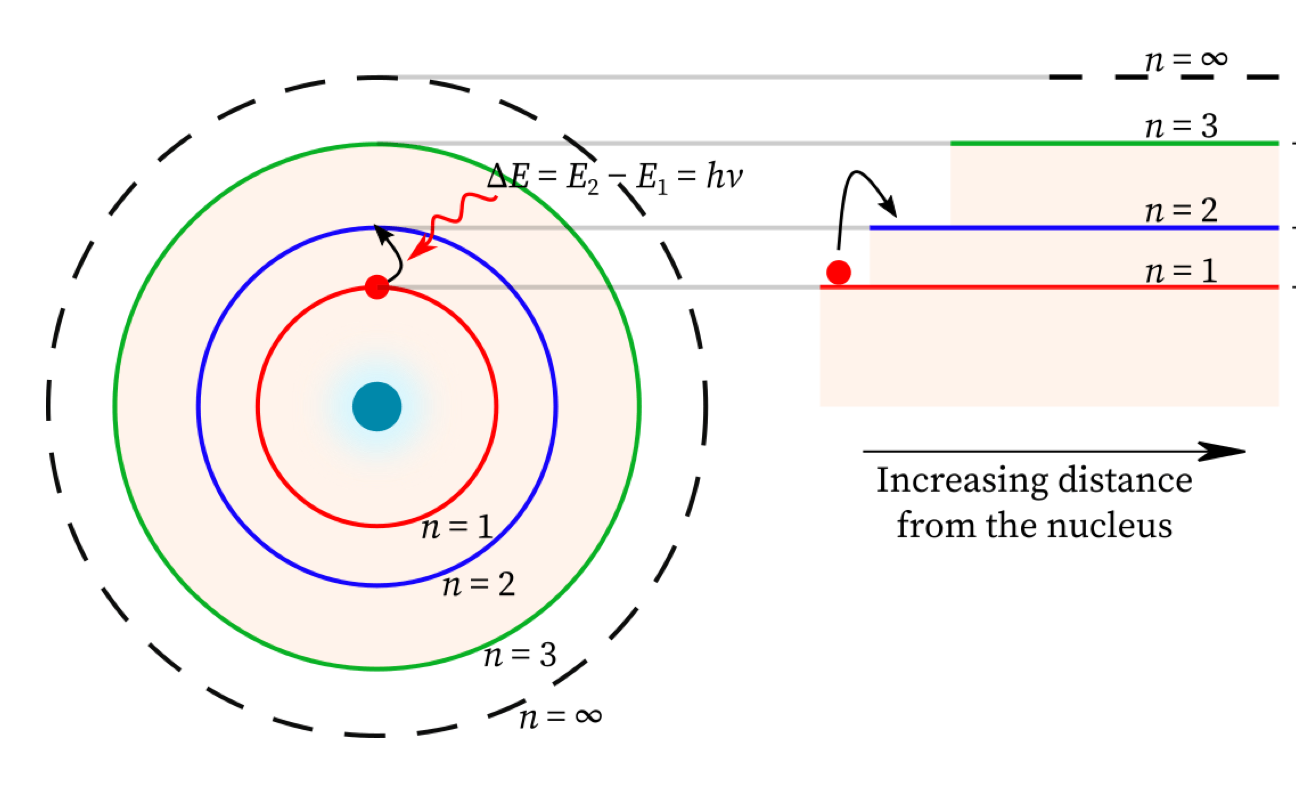 n = ∞
n = 3
ΔE = E₂ − E₁ = hν
n = 2
n = 1
Increasing distance
from the nucleus
n = 1
n = 2
n = 3
n = ∞